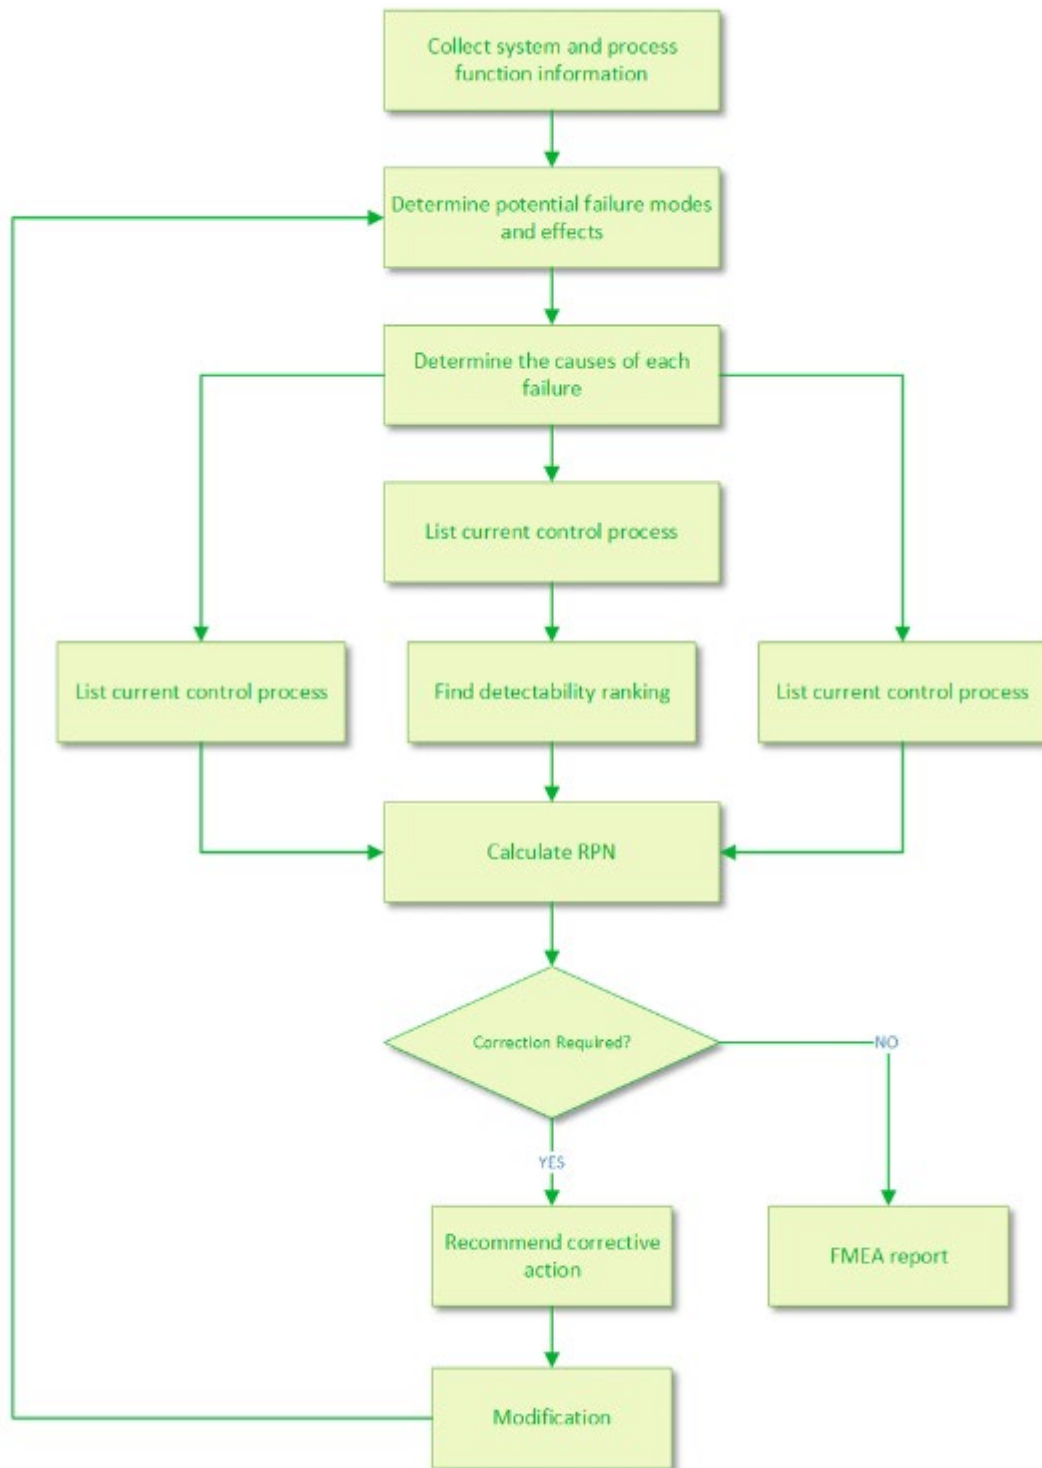 Collect system and process
function information
Determine potential failure modes
and effects
Determine the causes of each
failure
List current control process
List current control process
Find detectability ranking
List current control process
Calculate RPN
Correction Required?
NO
YES
Recommend corrective
action
FMEA report
Modification